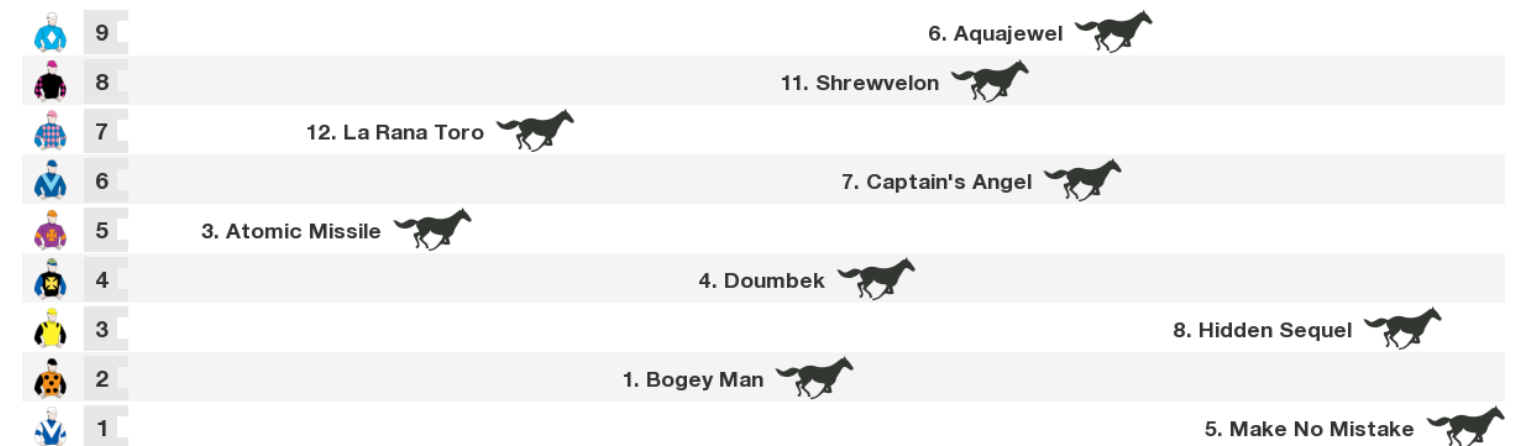 9 6. Aquajewel
8 11. Shrewvelon
7 12. La Rana Toro
6 7. Captain's Angel
5 3. Atomic Missile
4 4. Doumbek
3 8. Hidden Sequel
2 1. Bogey Man
1 5. Make No Mistake